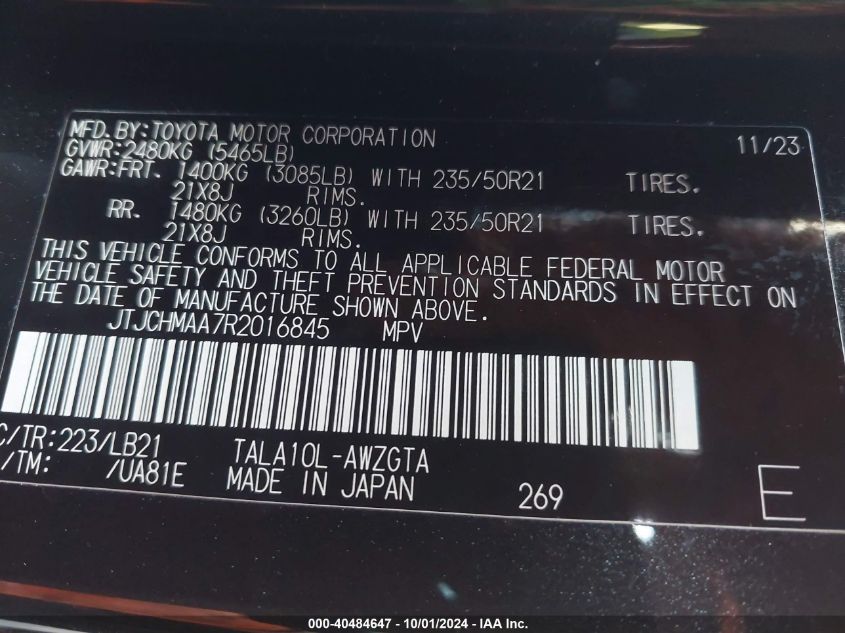 MFD. BY: TOYOTA MOTOR CORPORATION 11/23
GVWR: 2480KG (5465LB)
GAWR: FRT. 1400KG (3085LB) WITH 235/50R21 TIRES.
21X8J RIMS.
RR. 1480KG (3260LB) WITH 235/50R21 TIRES.
21X8J RIMS.
THIS VEHICLE CONFORMS TO ALL APPLICABLE FEDERAL MOTOR
VEHICLE SAFETY AND THEFT PREVENTION STANDARDS IN EFFECT ON
THE DATE OF MANUFACTURE SHOWN ABOVE.
JTJCHMAA7R2016845 MPV
C/TR: 223/LB21 TALA10L-AWZGTA
/TM: /UA81E MADE IN JAPAN 269 E
000-40484647 - 10/01/2024 - IAA Inc.